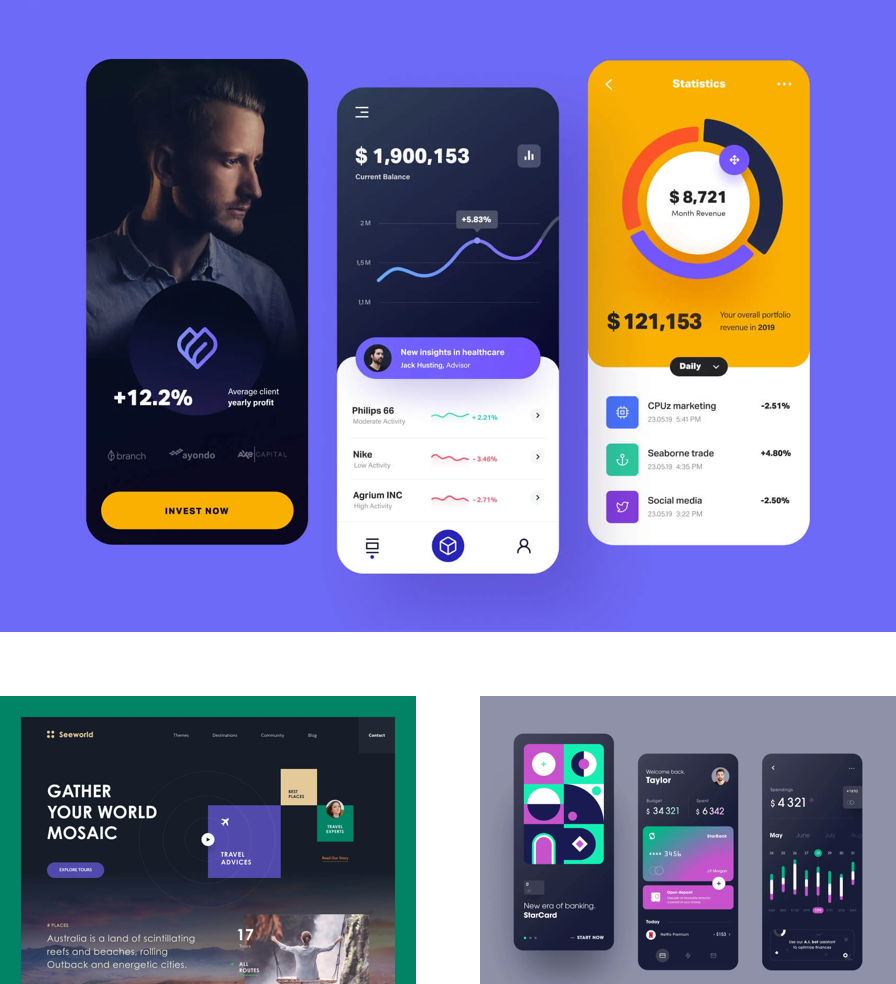 +12.2%
Average client
yearly profit
branch
ayondo
AXE CAPITAL
INVEST NOW
$ 1,900,153
Current Balance
+5.83%
2 M
1,5 M
1,1 M
New insights in healthcare
Jack Husting, Advisor
Philips 66
Moderate Activity
+ 2.21%
Nike
Low Activity
- 3.46%
Agrium INC
High Activity
- 2.71%
Statistics
$ 8,721
Month Revenue
$ 121,153
Your overall portfolio
revenue in 2019
Daily
CPUz marketing
23.05.19 5:41 PM
-2.51%
Seaborne trade
23.05.19 4:35 PM
+4.80%
Social media
23.05.19 3:22 PM
-2.50%
Seeworld
Themes
Destinations
Community
Blog
Contact
GATHER
YOUR WORLD
MOSAIC
EXPLORE TOURS
BEST
PLACES
TRAVEL
ADVICES
TRAVEL
EXPERTS
Read Our Story
# PLACES
Australia is a land of scintillating
reefs and beaches, rolling
Outback and energetic cities.
17
ALL
ROUTES
New era of banking.
StarCard
START NOW
Welcome back,
Taylor
Budget
$ 34 321
Spent
$ 6 342
StarBank
3456
J.P Morgan
Open deposit
Today
Netflix Premium
- $153
Spendings
$ 4 321
May
June
July
Use our A.I. bot assistant
to optimize finances